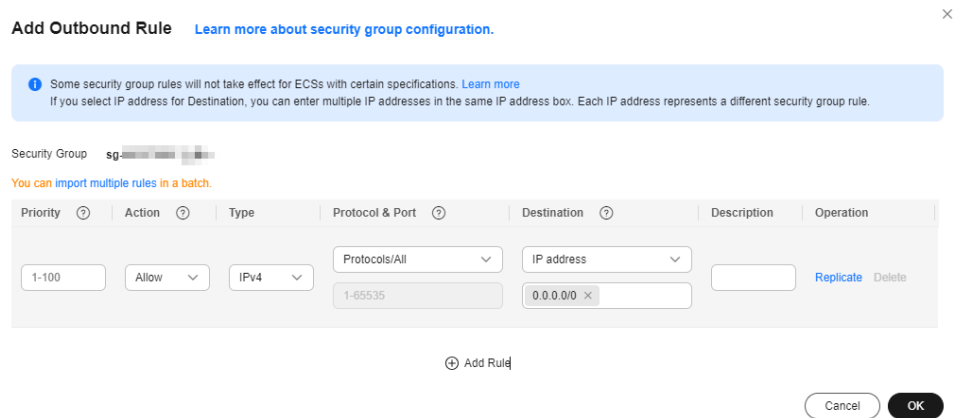 Add Outbound Rule Learn more about security group configuration.
Some security group rules will not take effect for ECSs with certain specifications. Learn more
If you select IP address for Destination, you can enter multiple IP addresses in the same IP address box. Each IP address represents a different security group rule.
Security Group sg-
You can import multiple rules in a batch.
Priority ? Action ? Type Protocol & Port ? Destination ? Description Operation
Protocols/All IP address
1-100 Allow IPv4 Replicate Delete
1-65535 0.0.0.0/0 ×
Add Rule
Cancel OK